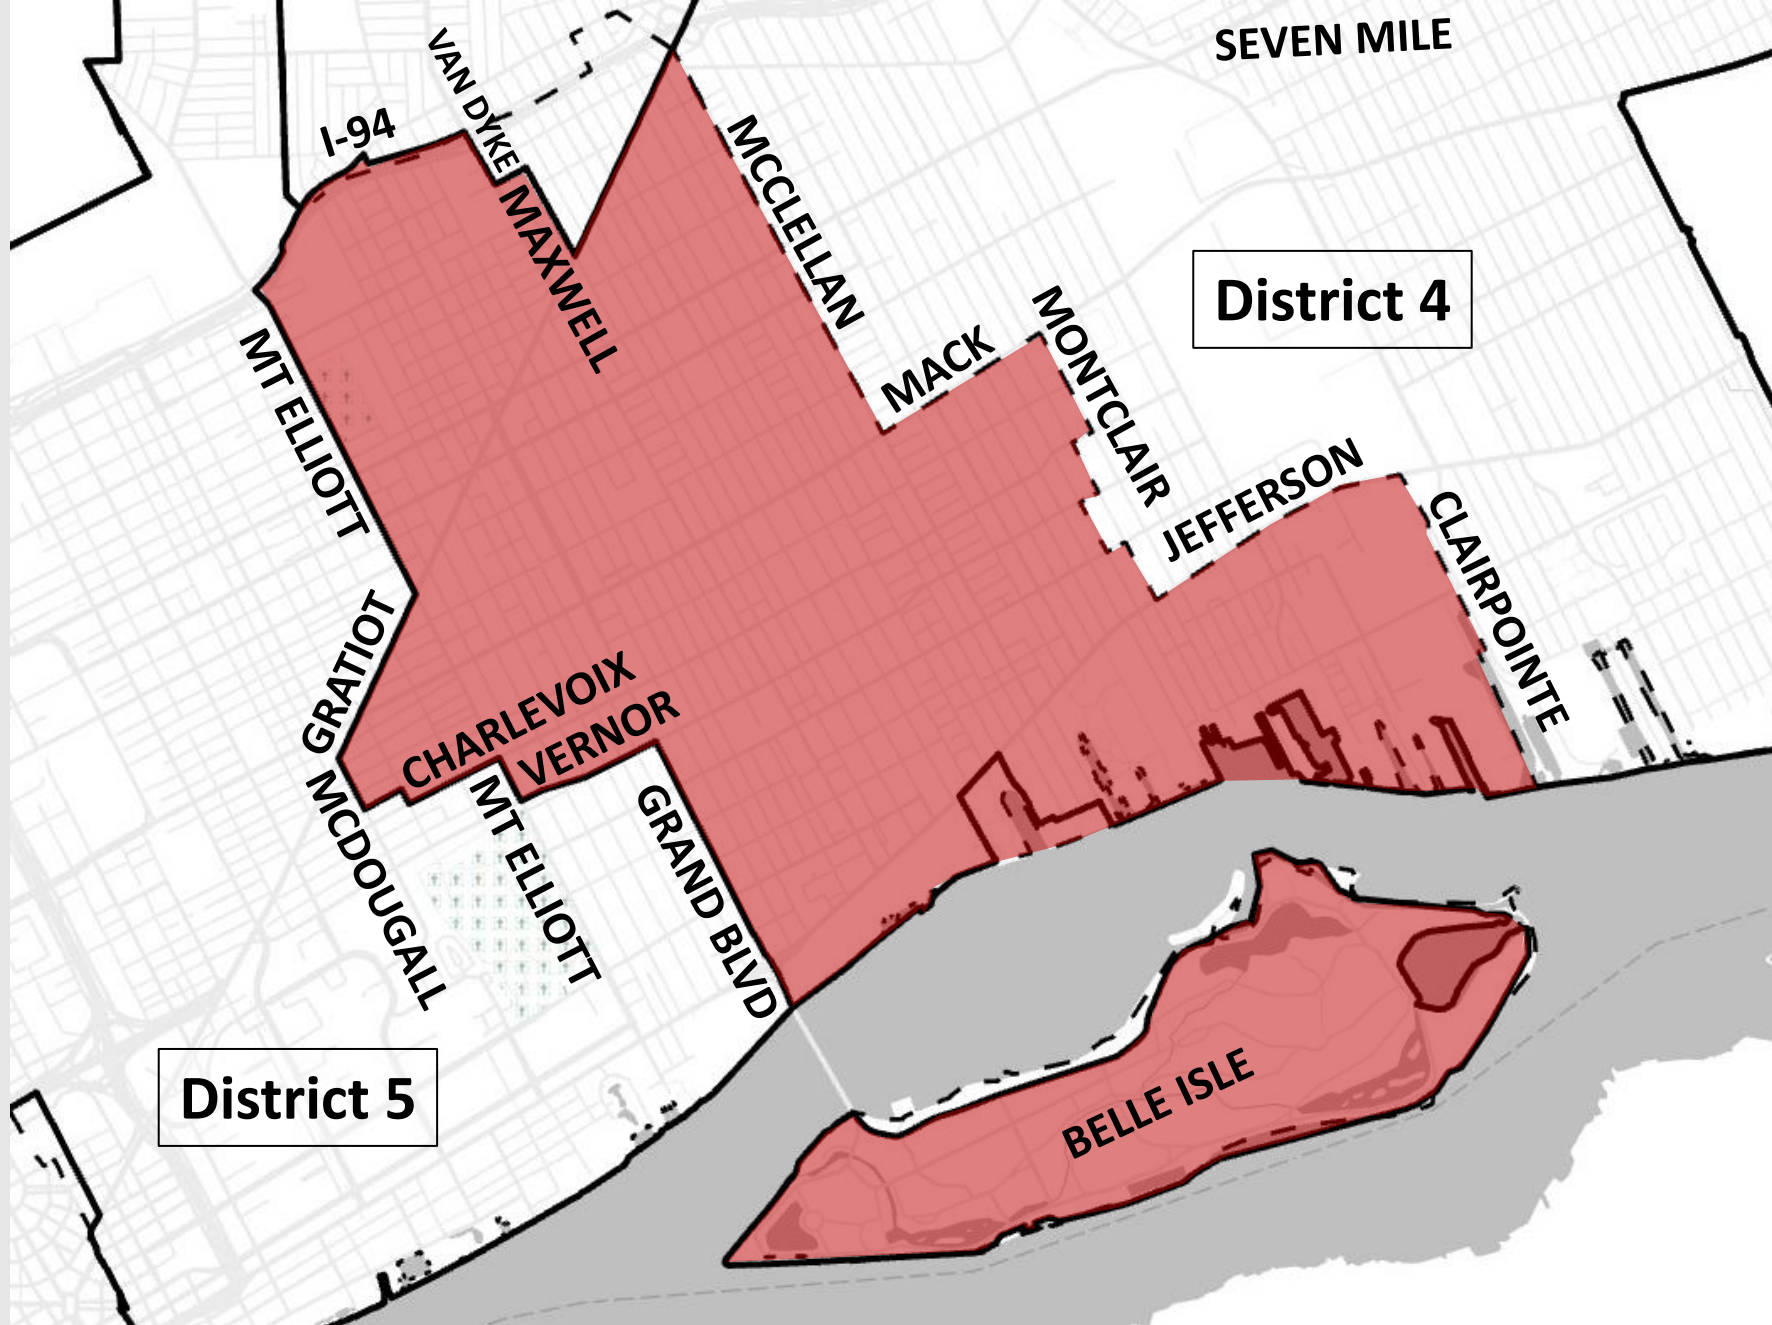 SEVEN MILE
VAN DYKE
I-94
MCCLELLAN
MAXWELL
District 4
MONTCLAIR
MACK
MT ELLIOTT
JEFFERSON
CLAIRPOINTE
GRATIOT
CHARLEVOIX
VERNOR
MCDOUGALL
MT ELIOTT
GRAND BLVD
District 5
BELLE ISLE